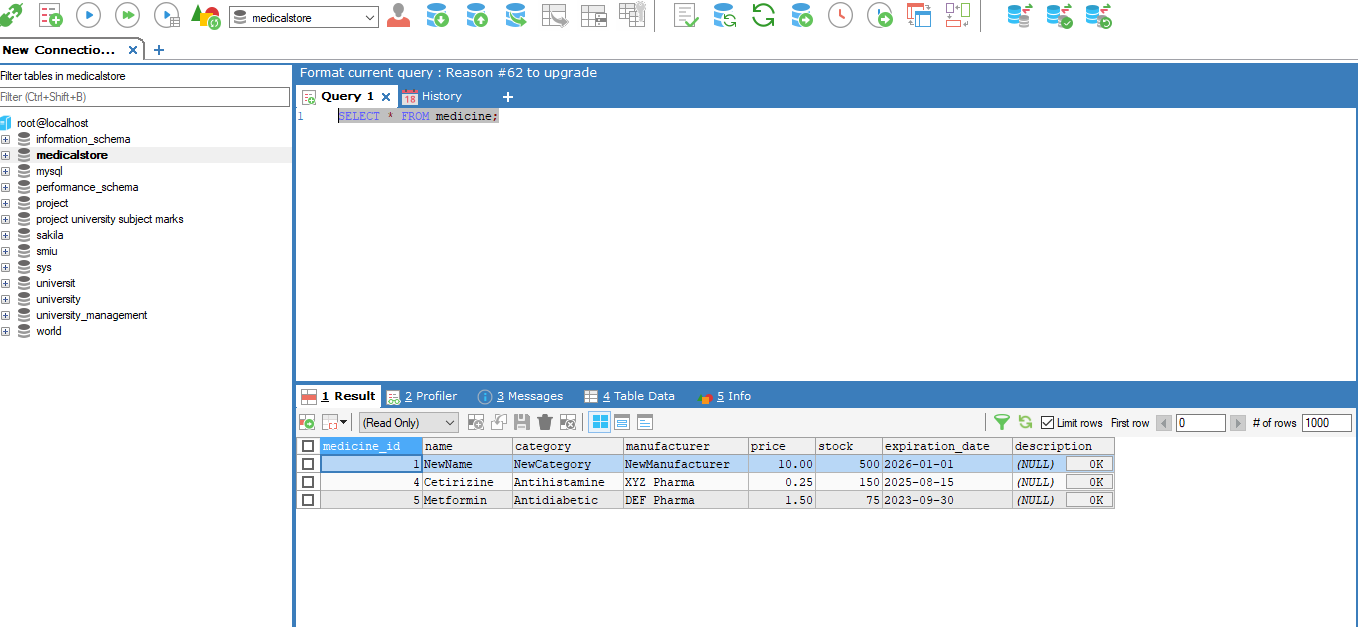 medicalstore
New Connectio...
Filter tables in medicalstore
Filter (Ctrl+Shift+B)
root@localhost
information_schema
medicalstore
mysql
performance_schema
project
project university subject marks
sakila
smiu
sys
universit
university
university_management
world
Format current query : Reason #62 to upgrade
Query 1 18 History
1 SELECT * FROM medicine;
1 Result 2 Profiler 3 Messages 4 Table Data 5 Info
(Read Only) Limit rows First row 0 # of rows 1000
medicine_id name category manufacturer price stock expiration_date description
1 NewName NewCategory NewManufacturer 10.00 500 2026-01-01 (NULL) 0K
4 Cetirizine Antihistamine XYZ Pharma 0.25 150 2025-08-15 (NULL) 0K
5 Metformin Antidiabetic DEF Pharma 1.50 75 2023-09-30 (NULL) 0K